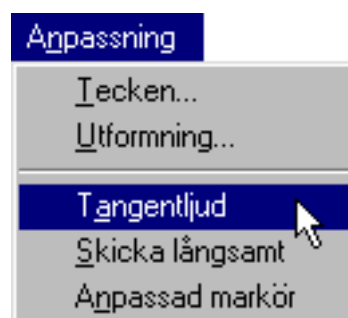 Anpassning
Tecken...
Utformning...
Tangentljud
Skicka långsamt
Anpassad markör